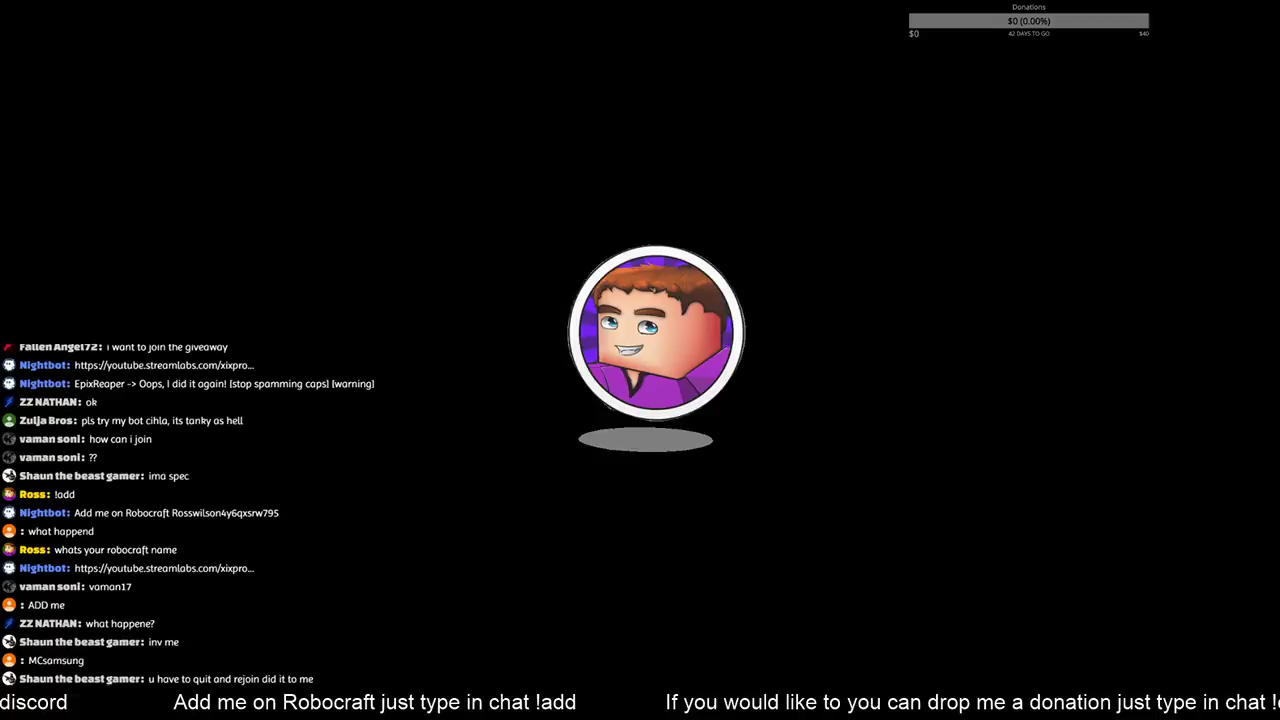 Donations
$0 (0.00%)
$0 42 DAYS TO GO $40
Fallen Angel72: i want to join the giveaway
Nightbot: https://youtube.streamlabs.com/xixpro...
Nightbot: EpixReaper -> Oops, I did it again! [stop spamming caps] [warning]
ZZ NATHAN: ok
Zulja Bros: pls try my bot cihla, its tanky as hell
vaman soni: how can i join
vaman soni: ??
Shaun the beast gamer: ima spec
Ross: !add
Nightbot: Add me on Robocraft Rosswilson4y6qxsrw795
: what happend
Ross: whats your robocraft name
Nightbot: https://youtube.streamlabs.com/xixpro...
vaman soni: vaman17
: ADD me
ZZ NATHAN: what happene?
Shaun the beast gamer: inv me
: MCsamsung
Shaun the beast gamer: u have to quit and rejoin did it to me
discord Add me on Robocraft just type in chat !add If you would like to you can drop me a donation just type in chat !